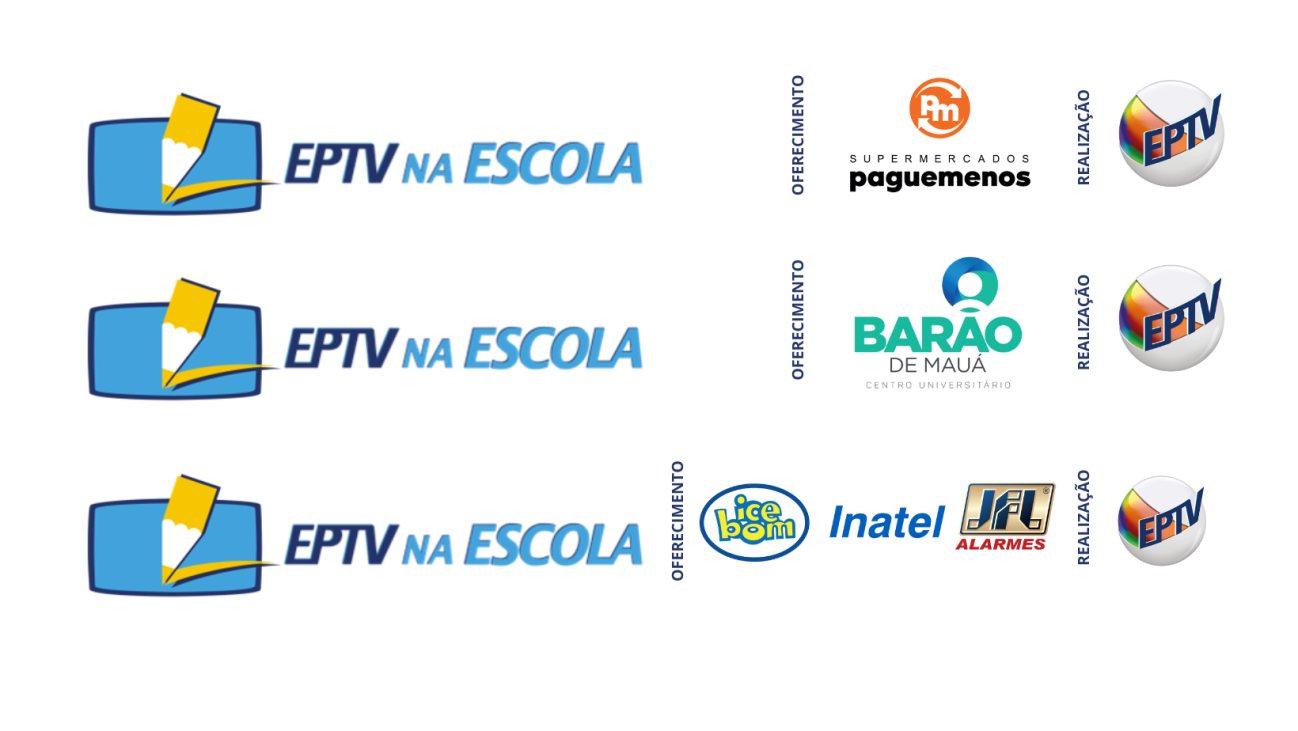 EPTV NA ESCOLA
OFERECIMENTO
pm
SUPERMERCADOS
paguemenos
REALIZAÇÃO
EPTV
EPTV NA ESCOLA
OFERECIMENTO
BARÃO
DE MAUÁ
CENTRO UNIVERSITÁRIO
REALIZAÇÃO
EPTV
EPTV NA ESCOLA
OFERECIMENTO
ice
bom
Inatel
JFL®
ALARMES
REALIZAÇÃO
EPTV